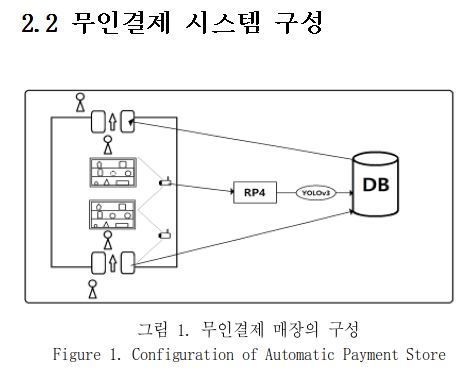 2.2 무인결제 시스템 구성
RP4
YOLOv3
DB
그림 1. 무인결제 매장의 구성
Figure 1. Configuration of Automatic Payment Store